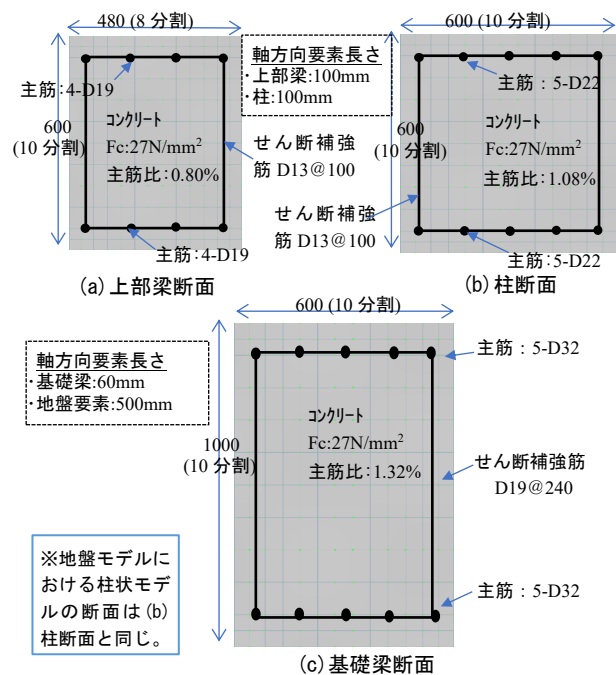 480 (8 分割)
主筋:4-D19
600
(10 分割)
コンクリート
Fc:27N/mm²
主筋比:0.80%
せん断補強
筋 D13@100
主筋:4-D19
(a)上部梁断面
軸方向要素長さ
・上部梁:100mm
・柱:100mm
600 (10 分割)
主筋：5-D22
600
(10 分割)
コンクリート
Fc:27N/mm²
主筋比:1.08%
せん断補強
筋 D13@100
主筋：5-D22
(b)柱断面
軸方向要素長さ
・基礎梁:60mm
・地盤要素:500mm
600 (10 分割)
主筋：5-D32
1000
(10 分割)
コンクリート
Fc:27N/mm²
主筋比:1.32%
せん断補強筋
D19@240
主筋：5-D32
※地盤モデルに
おける柱状モデ
ルの断面は(b)
柱断面と同じ。
(c)基礎梁断面